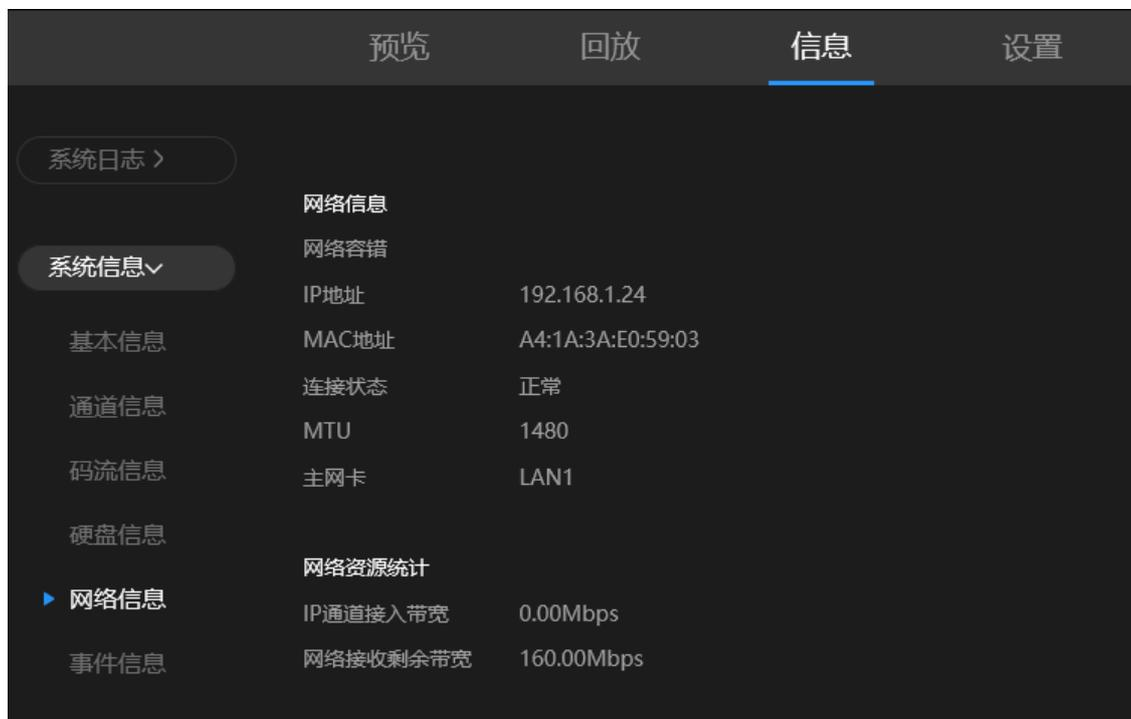 预览 回放 信息 设置
系统日志 >
网络信息
网络容错
系统信息
IP地址 192.168.1.24
基本信息
MAC地址 A4:1A:3A:E0:59:03
连接状态 正常
通道信息
MTU 1480
码流信息
主网卡 LAN1
硬盘信息
网络资源统计
网络信息
IP通道接入带宽 0.00Mbps
网络接收剩余带宽 160.00Mbps
事件信息